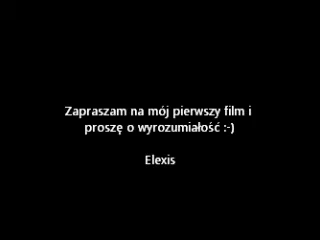 Zapraszam na mój pierwszy film i
proszę o wyrozumiałość :-)
Elexis